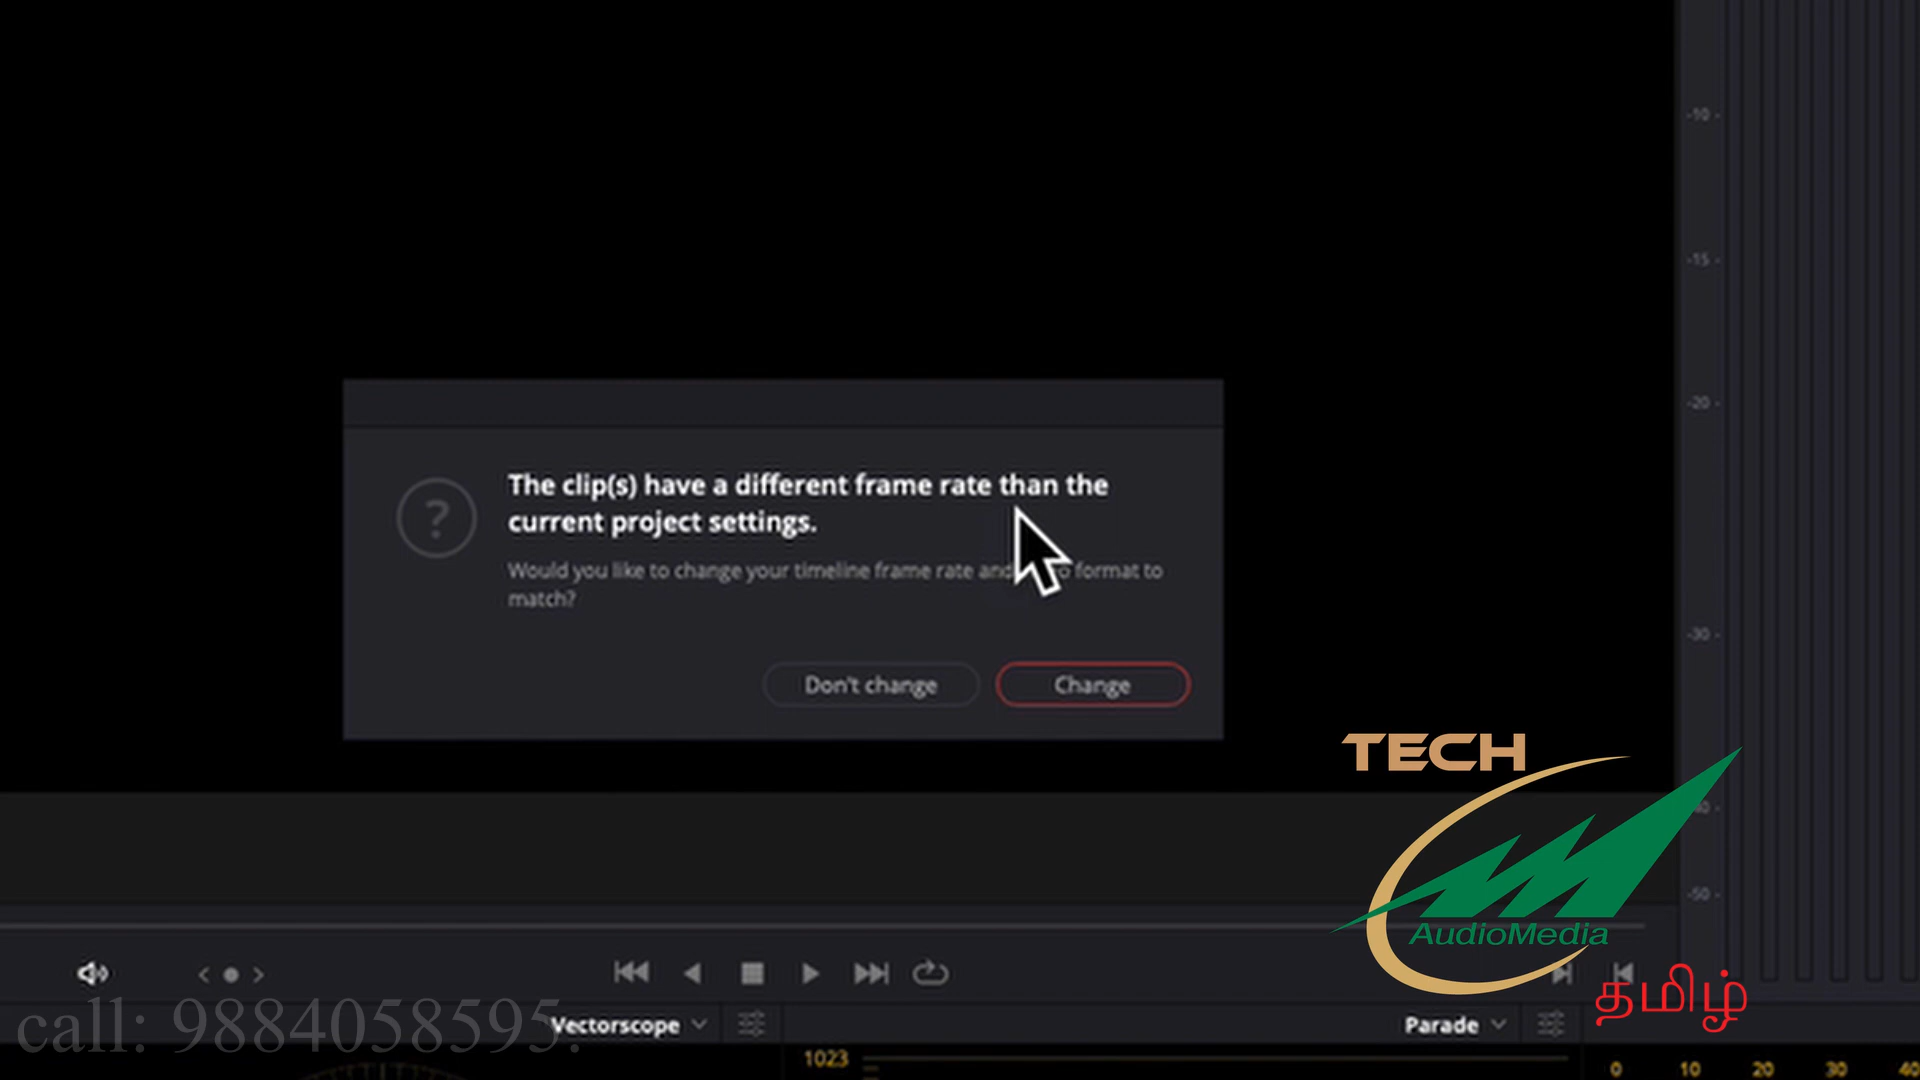 -10 -
-15 -
-20 -
The clip(s) have a different frame rate than the
current project settings.
Would you like to change your timeline frame rate and format to
match?
-30 -
Don't change
Change
TECH
-50 -
AudioMedia
தமிழ்
call: 9884058595.
Vectorscope
Parade
1023
0 10 20 30 40